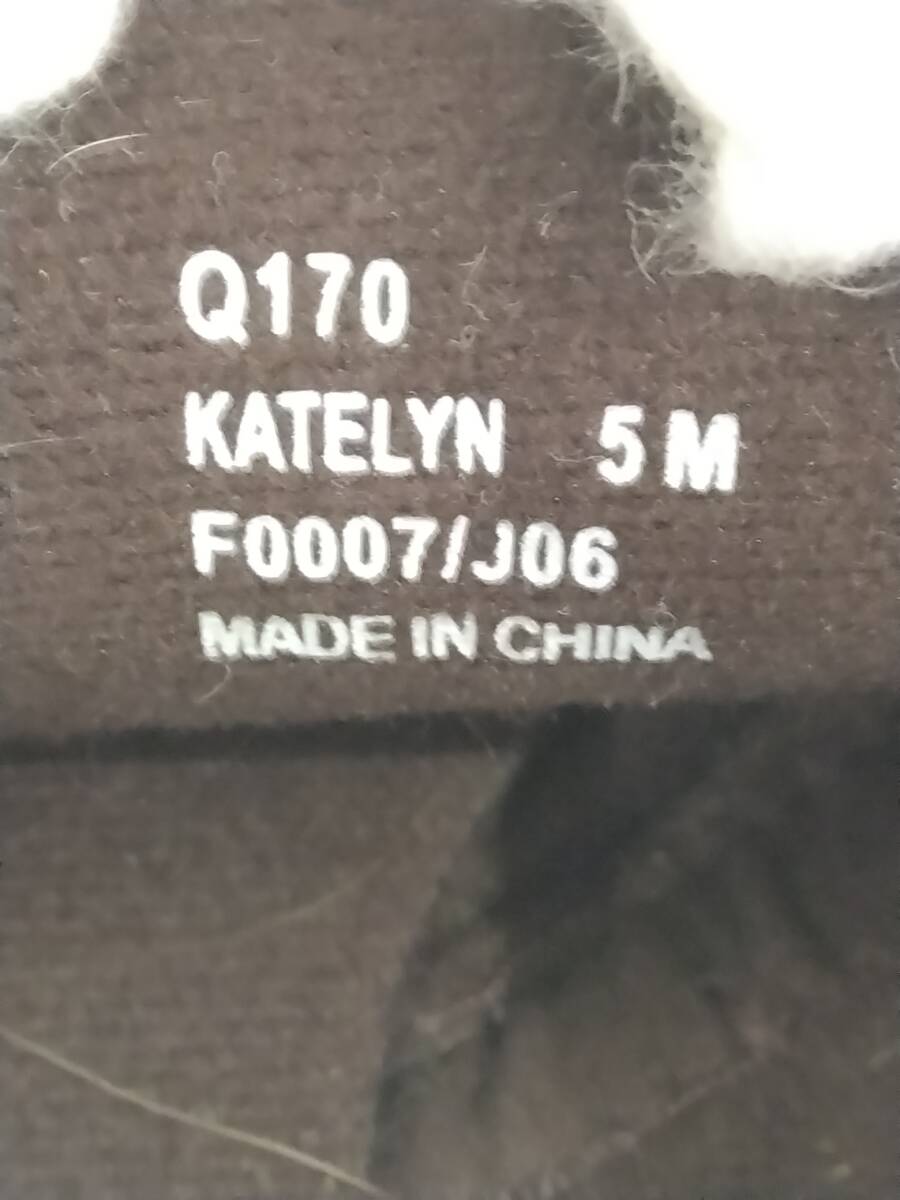 Q170
KATELYN 5 M
F0007/J06
MADE IN CHINA